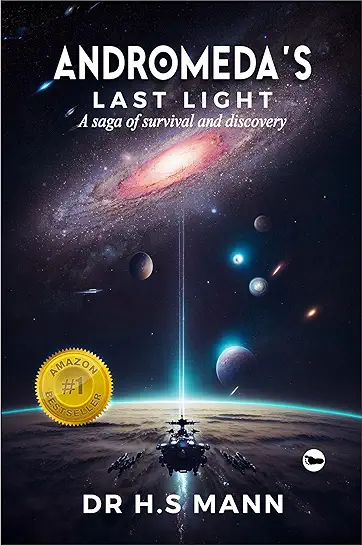 ANDROMEDA'S
LAST LIGHT
A saga of survival and discovery
AMAZON
#1
BESTSELLER
DR H.S MANN